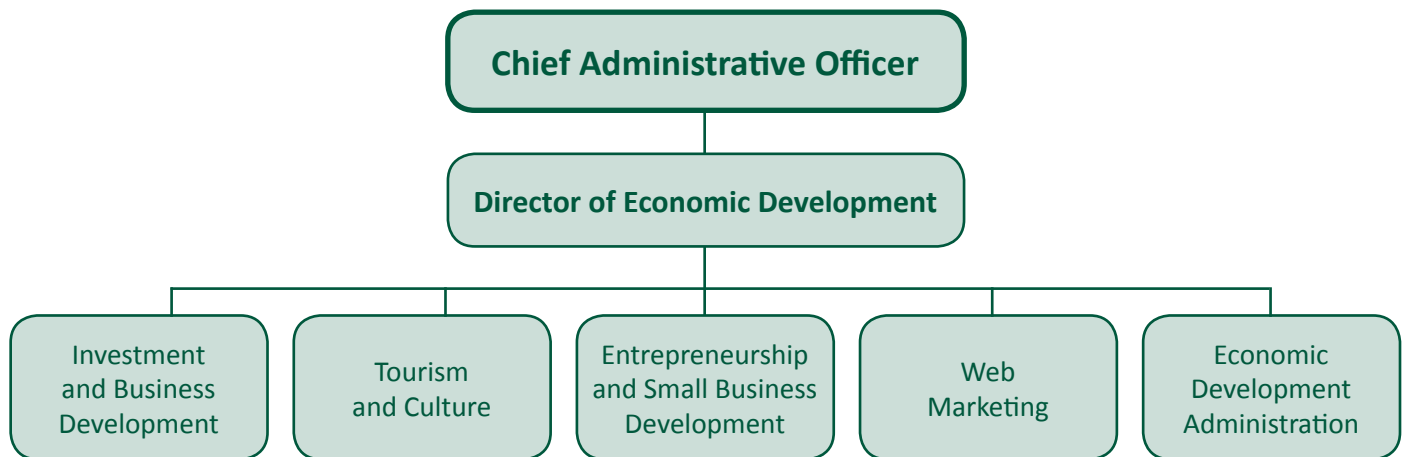 Chief Administrative Officer
Director of Economic Development
Investment
and Business
Development
Tourism
and Culture
Entrepreneurship
and Small Business
Development
Web
Marketing
Economic
Development
Administration